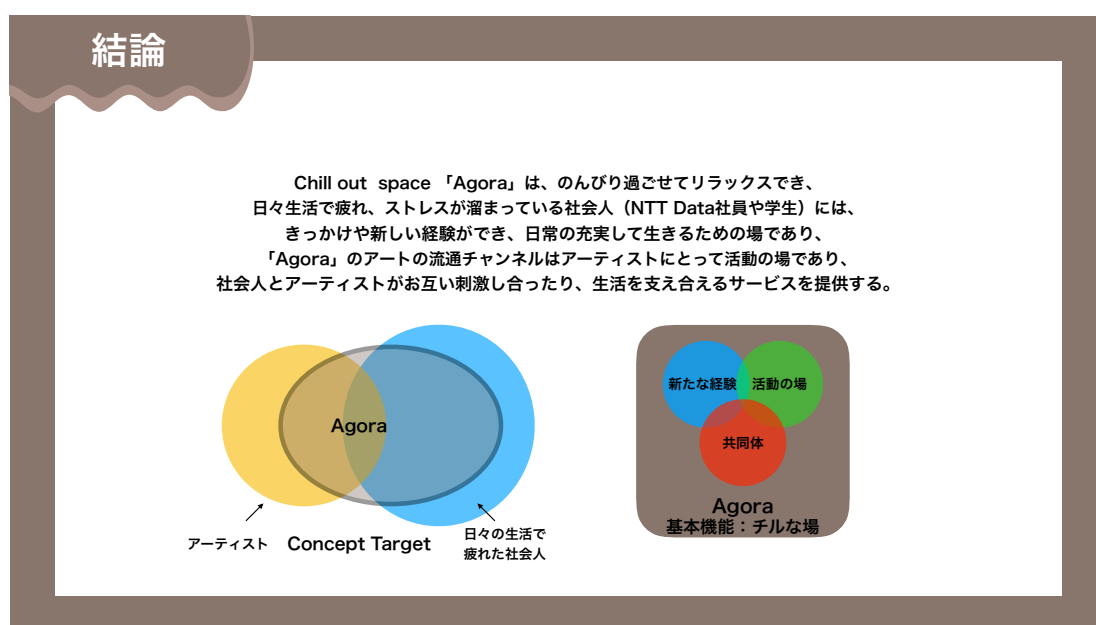 結論
Chill out space 「Agora」は、のんびり過ごせてリラックスでき、
日々生活で疲れ、ストレスが溜まっている社会人（NTT Data社員や学生）には、
きっかけや新しい経験ができ、日常の充実して生きるための場であり、
「Agora」のアートの流通チャンネルはアーティストにとって活動の場であり、
社会人とアーティストがお互い刺激し合ったり、生活を支え合えるサービスを提供する。
Agora
アーティスト
Concept Target
日々の生活で
疲れた社会人
新たな経験
活動の場
共同体
Agora
基本機能：チルな場